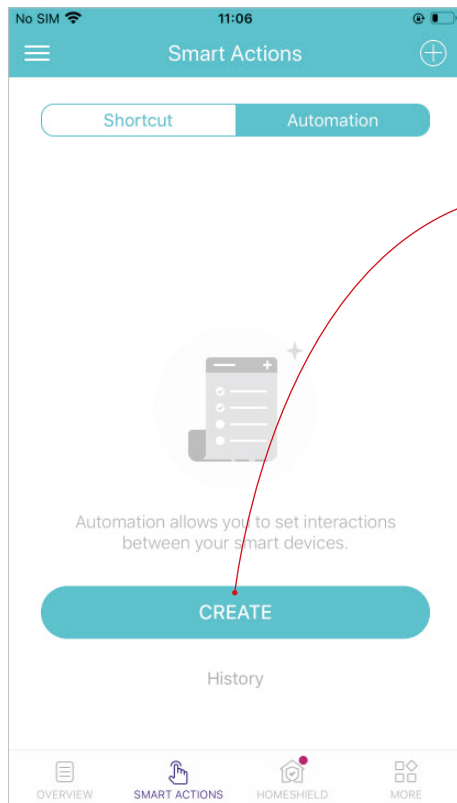 No SIM 11:06
Smart Actions
Shortcut Automation
Automation allows you to set interactions
between your smart devices.
CREATE
History
OVERVIEW SMART ACTIONS HOMESHIELD MORE